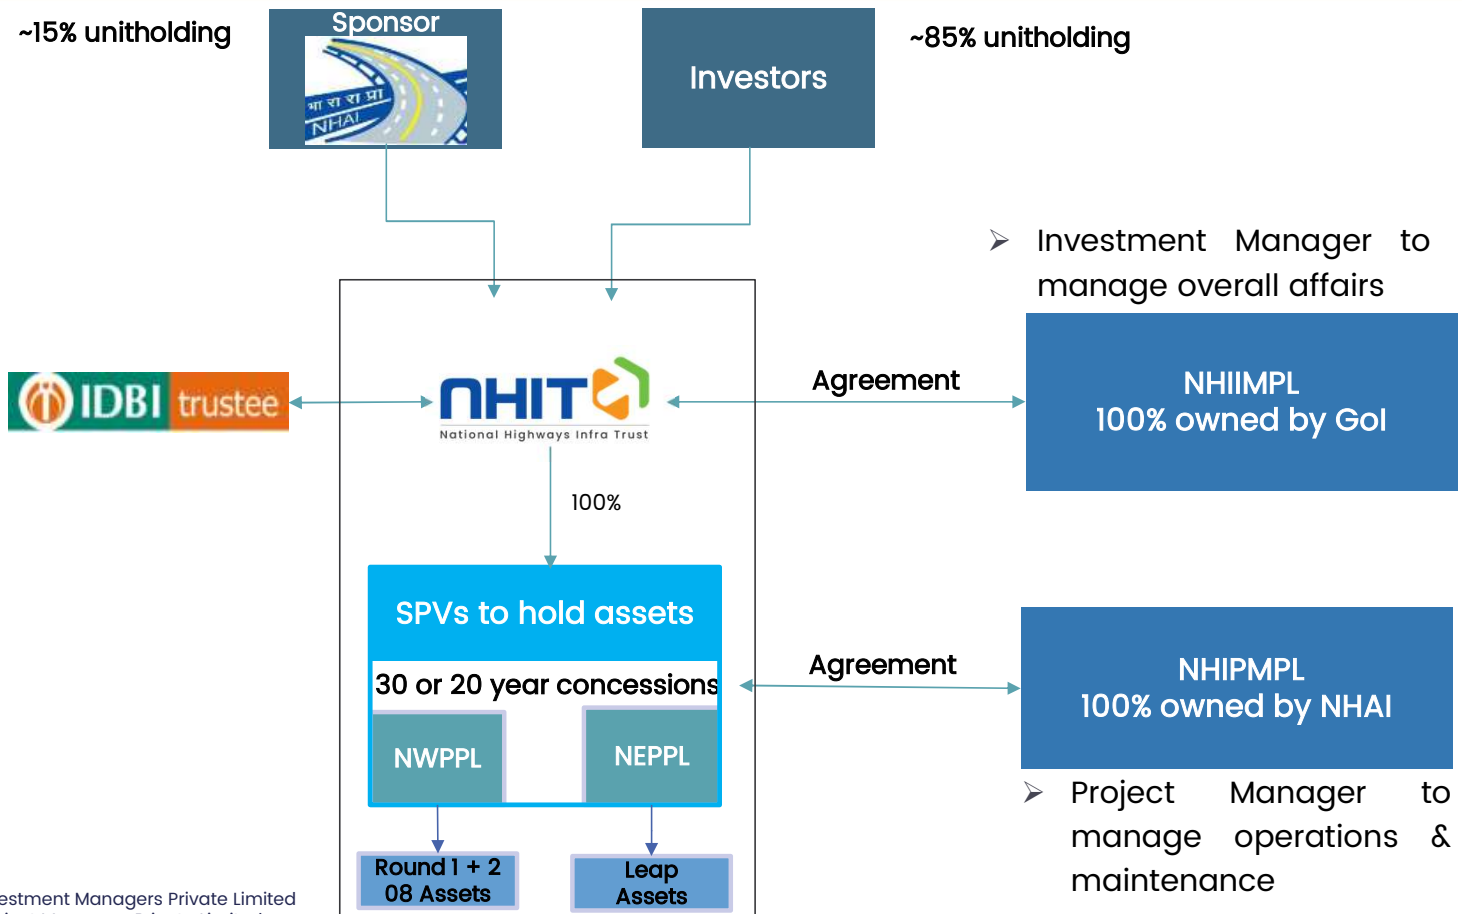 ~15% unitholding
Sponsor
भा रा रा प्रा
NHAI
Investors
~85% unitholding
➢ Investment Manager to
manage overall affairs
IDBI trustee
NHIT
National Highways Infra Trust
Agreement
NHIIMPL
100% owned by GoI
100%
SPVs to hold assets
30 or 20 year concessions
NWPPL
NEPPL
Agreement
NHIPMPL
100% owned by NHAI
➢ Project Manager to
manage operations &
maintenance
Round 1 + 2
08 Assets
Leap
Assets
estment Managers Private Limited